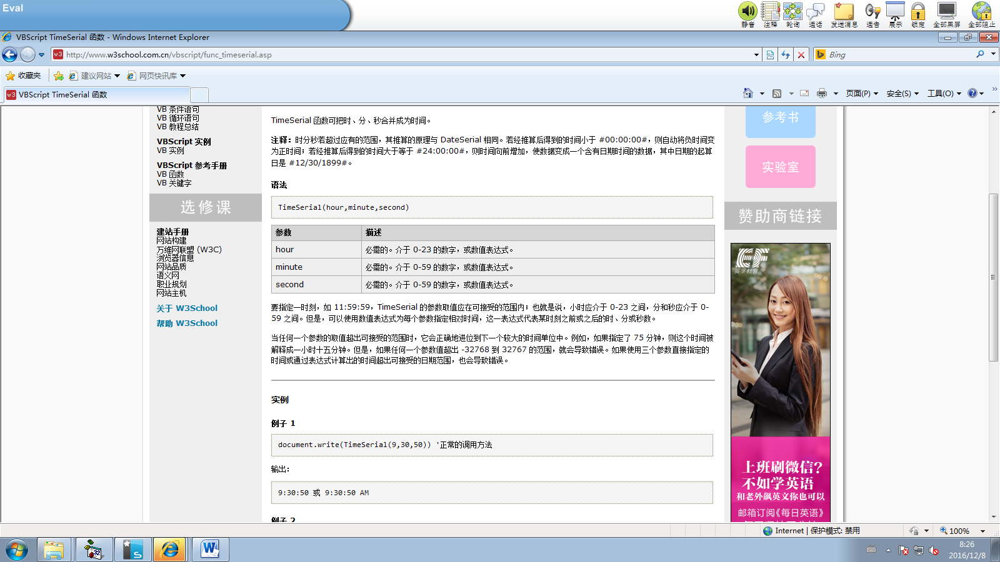 Eval
静音 注释 轮询 通话 发送消息 通告 展示 锁定 全部黑屏 全部阻止
VBScript TimeSerial 函数 - Windows Internet Explorer
http://www.w3school.com.cn/vbscript/func_timeserial.asp
Bing
收藏夹 建议网站 网页快讯库
VBScript TimeSerial 函数
页面(P) 安全(S) 工具(O)
VB 条件语句
VB 循环语句
VB 教程总结
VBScript 实例
VB 实例
VBScript 参考手册
VB 函数
VB 关键字
选修课
建站手册
网站构建
万维网联盟 (W3C)
浏览器信息
网站品质
语义网
职业规划
网站主机
关于 W3School
帮助 W3School
TimeSerial 函数可把时、分、秒合并成为时间。
注释：时分秒若超过应有的范围，其推算的原理与 DateSerial 相同。若经推算后得到的时间小于 #00:00:00#，则自动将负时间变
为正时间；若经推算后得到的时间大于等于 #24:00:00#，则时间向前增加，使数据变成一个含有日期时间的数据，其中日期的起算
日是 #12/30/1899#。
语法
TimeSerial(hour,minute,second)
参数 描述
hour 必需的。介于 0-23 的数字，或数值表达式。
minute 必需的。介于 0-59 的数字，或数值表达式。
second 必需的。介于 0-59 的数字，或数值表达式。
要指定一时刻，如 11:59:59，TimeSerial 的参数取值应在可接受的范围内；也就是说，小时应介于 0-23 之间，分和秒应介于 0-
59 之间。但是，可以使用数值表达式为每个参数指定相对时间，这一表达式代表某时刻之前或之后的时、分或秒数。
当任何一个参数的取值超出可接受的范围时，它会正确地进位到下一个较大的时间单位中。例如，如果指定了 75 分钟，则这个时间被
解释成一小时十五分钟。但是，如果任何一个参数值超出 -32768 到 32767 的范围，就会导致错误。如果使用三个参数直接指定的
时间或通过表达式计算出的时间超出可接受的日期范围，也会导致错误。
实例
例子 1
document.write(TimeSerial(9,30,50)) '正常的调用方法
输出：
9:30:50 或 9:30:50 AM
例子 2
参考书
实验室
赞助商链接
EF
英孚教育
上班刷微信?
不如学英语
和老外飙英文你也可以
邮箱订阅《每日英语》
Internet | 保护模式: 禁用
100%
8:26
2016/12/8